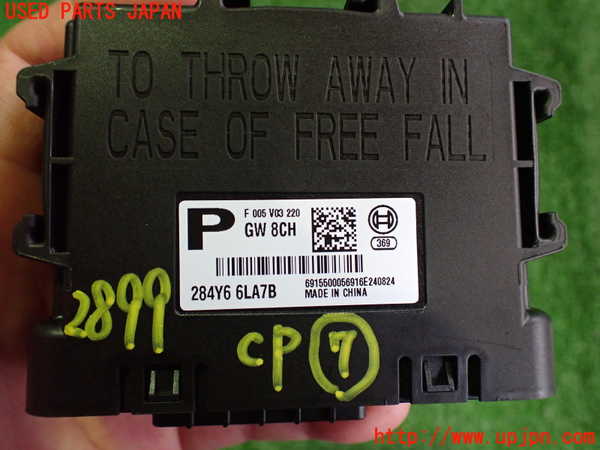 USED PARTS JAPAN
TO THROW AWAY IN
CASE OF FREE FALL
P
F 005 V03 220
GW 8CH
369
284Y6 6LA7B
6915500056916E240824
MADE IN CHINA
2899
CP 7
http://www.upjpn.com/